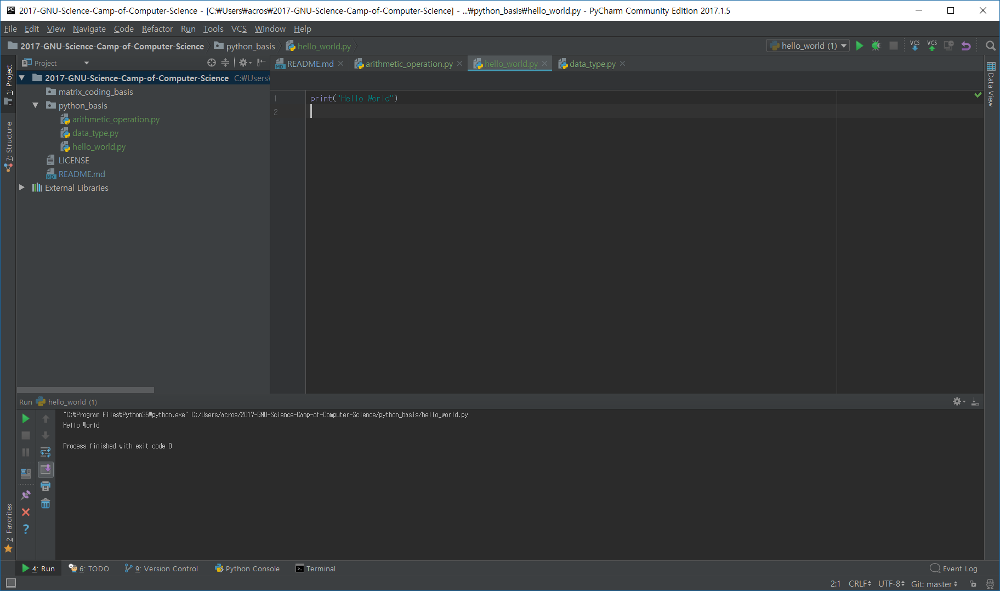 2017-GNU-Science-Camp-of-Computer-Science - [C:₩Users₩acros₩2017-GNU-Science-Camp-of-Computer-Science] - ...₩python_basis₩hello_world.py - PyCharm Community Edition 2017.1.5
File Edit View Navigate Code Refactor Run Tools VCS Window Help
2017-GNU-Science-Camp-of-Computer-Science python_basis hello_world.py hello_world (1) VCS VCS
Project README.md arithmetic_operation.py hello_world.py data_type.py
2017-GNU-Science-Camp-of-Computer-Science C:₩Users₩
matrix_coding_basis
python_basis
arithmetic_operation.py
data_type.py
hello_world.py
LICENSE
README.md
External Libraries
1 print("Hello World")
2
1: Project
7: Structure
2: Favorites
Data View
Run hello_world (1)
"C:₩Program Files₩Python35₩python.exe" C:/Users/acros/2017-GNU-Science-Camp-of-Computer-Science/python_basis/hello_world.py
Hello World
Process finished with exit code 0
4: Run 6: TODO 9: Version Control Python Console Terminal Event Log
2:1 CRLF UTF-8 Git: master